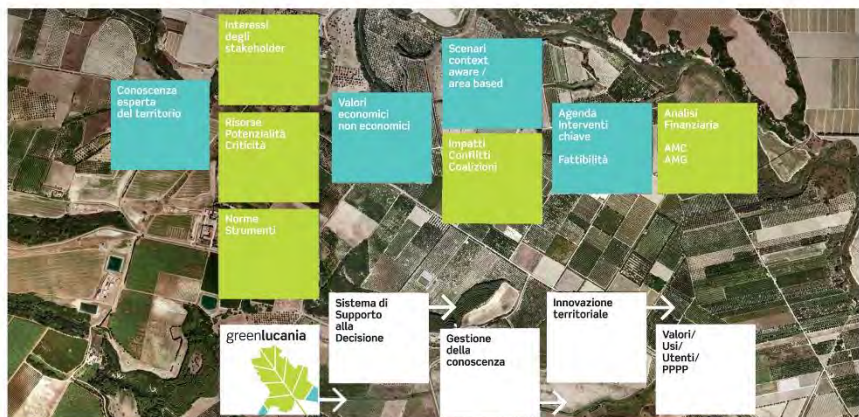 Interessi
degli
stakeholder
Conoscenza
esperta
del territorio
Risorse
Potenzialità
Criticità
Norme
Strumenti
Valori
economici
non economici
Scenari
context
aware /
area based
Impatti
Conflitti
Coalizioni
Agenda
Interventi
chiave
Fattibilità
Analisi
Finanziaria
AMC
AMG
greenlucania
Sistema di
Supporto
alla
Decisione
Gestione
della
conoscenza
Innovazione
territoriale
Valori/
Usi/
Utenti/
PPPP